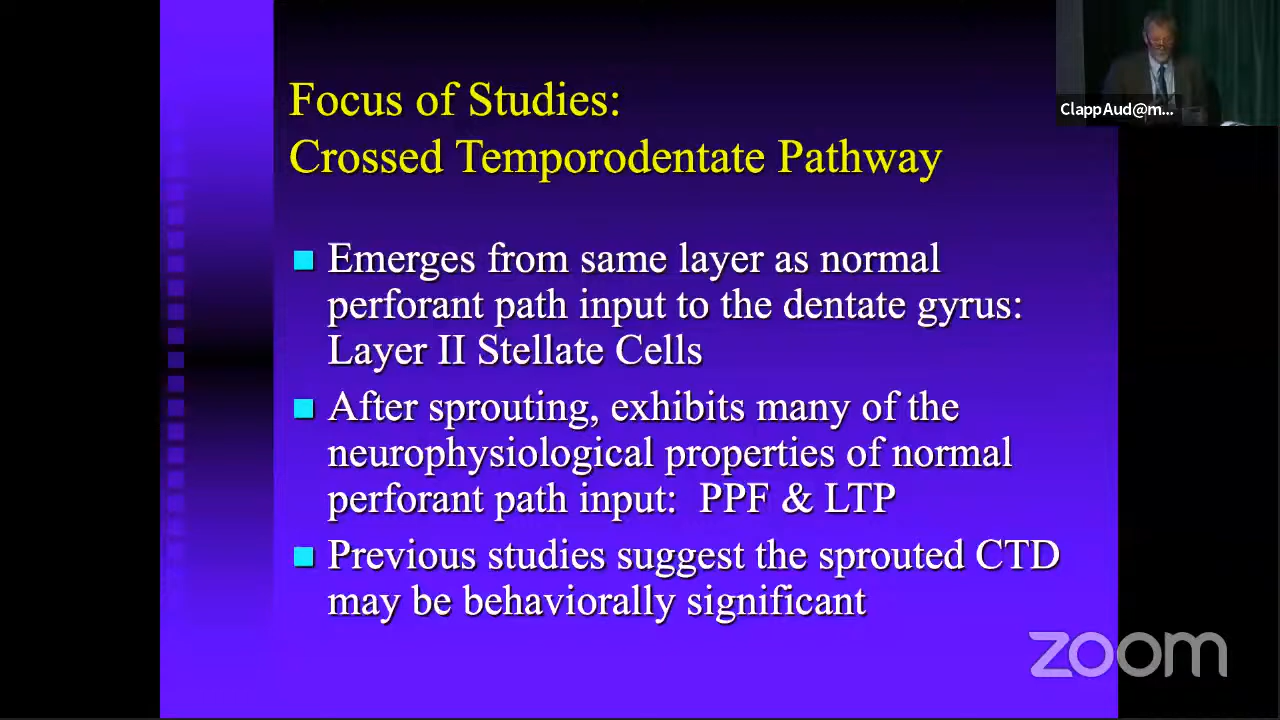 Focus of Studies:
Crossed Temporodentate Pathway
Emerges from same layer as normal
perforant path input to the dentate gyrus:
Layer II Stellate Cells
After sprouting, exhibits many of the
neurophysiological properties of normal
perforant path input: PPF & LTP
Previous studies suggest the sprouted CTD
may be behaviorally significant
ClappAud@m...
zoom